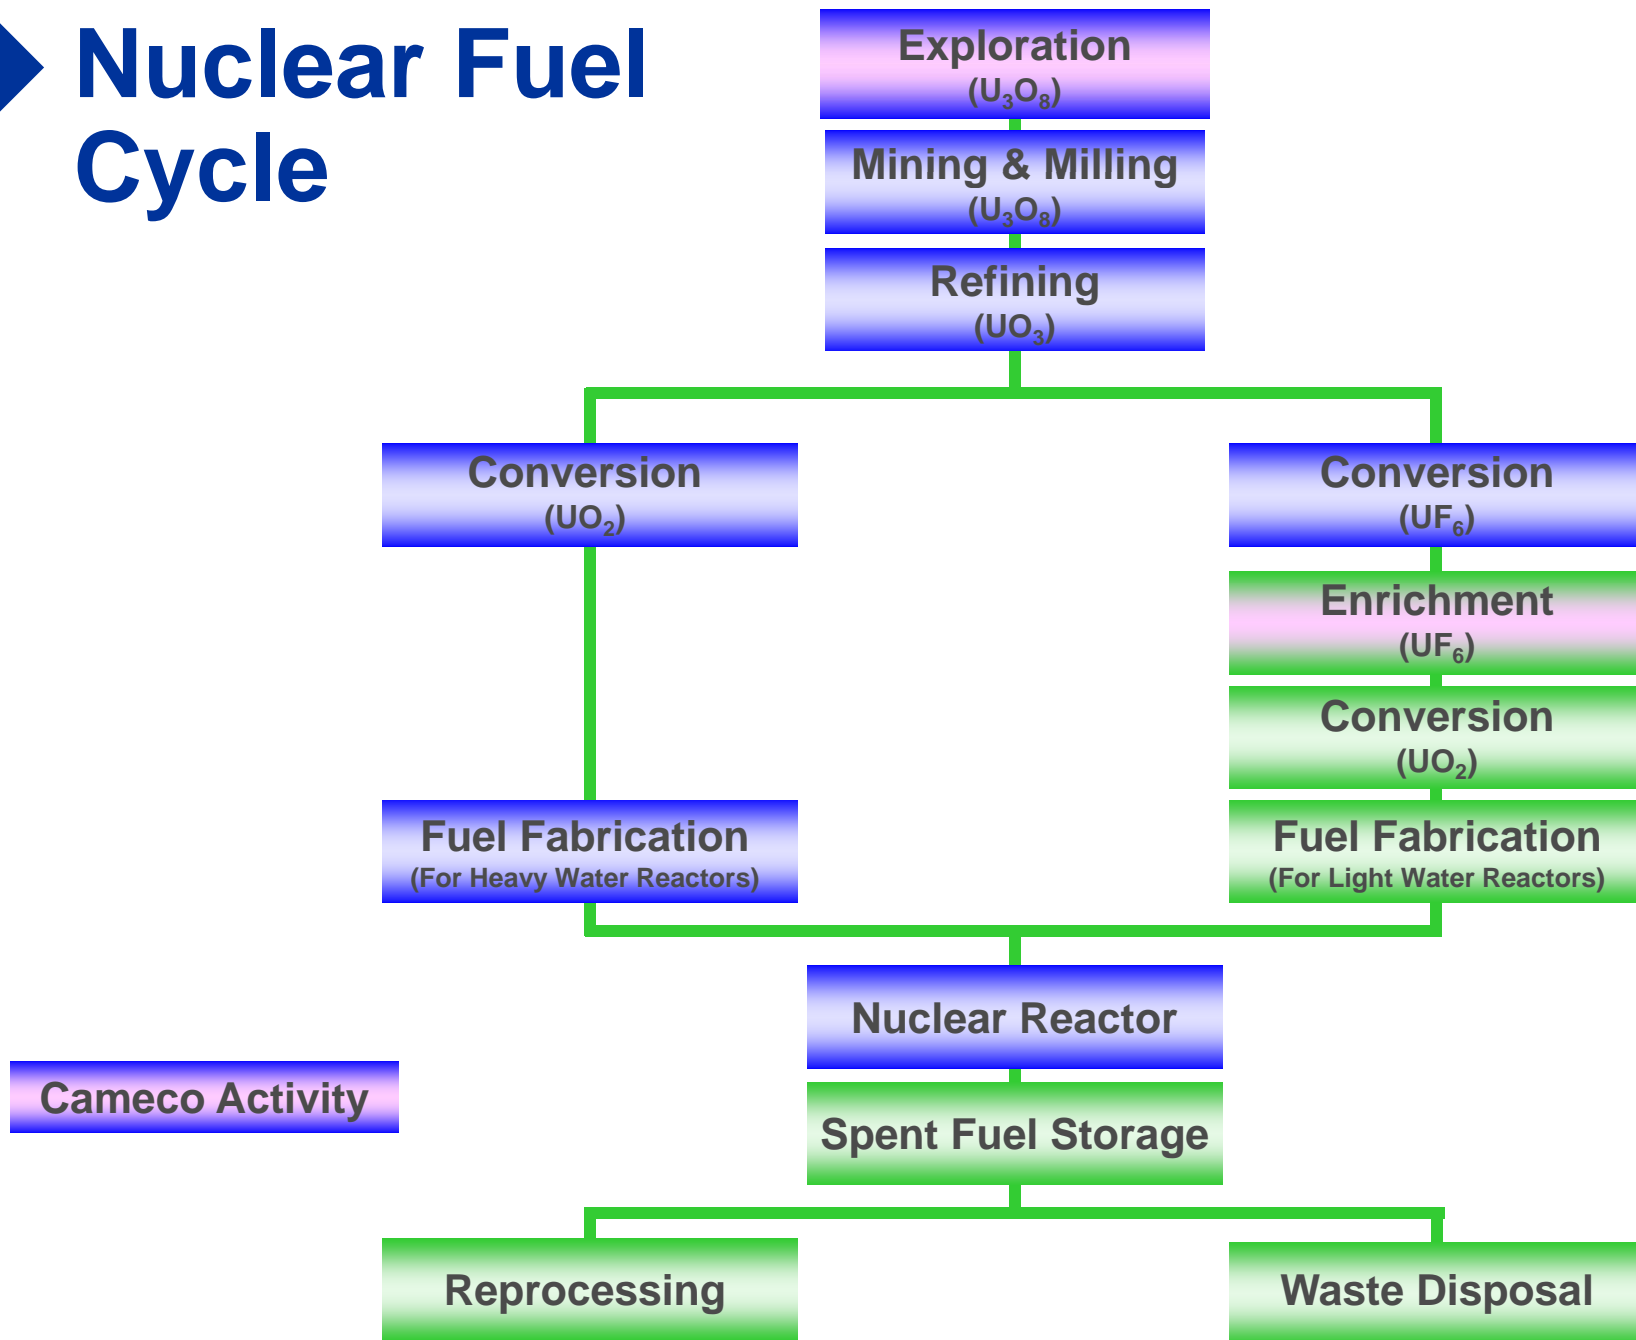 Nuclear Fuel
Cycle
Exploration
(U₃O₈)
Mining & Milling
(U₃O₈)
Refining
(UO₃)
Conversion
(UO₂)
Conversion
(UF₆)
Enrichment
(UF₆)
Conversion
(UO₂)
Fuel Fabrication
(For Heavy Water Reactors)
Fuel Fabrication
(For Light Water Reactors)
Nuclear Reactor
Cameco Activity
Spent Fuel Storage
Reprocessing
Waste Disposal